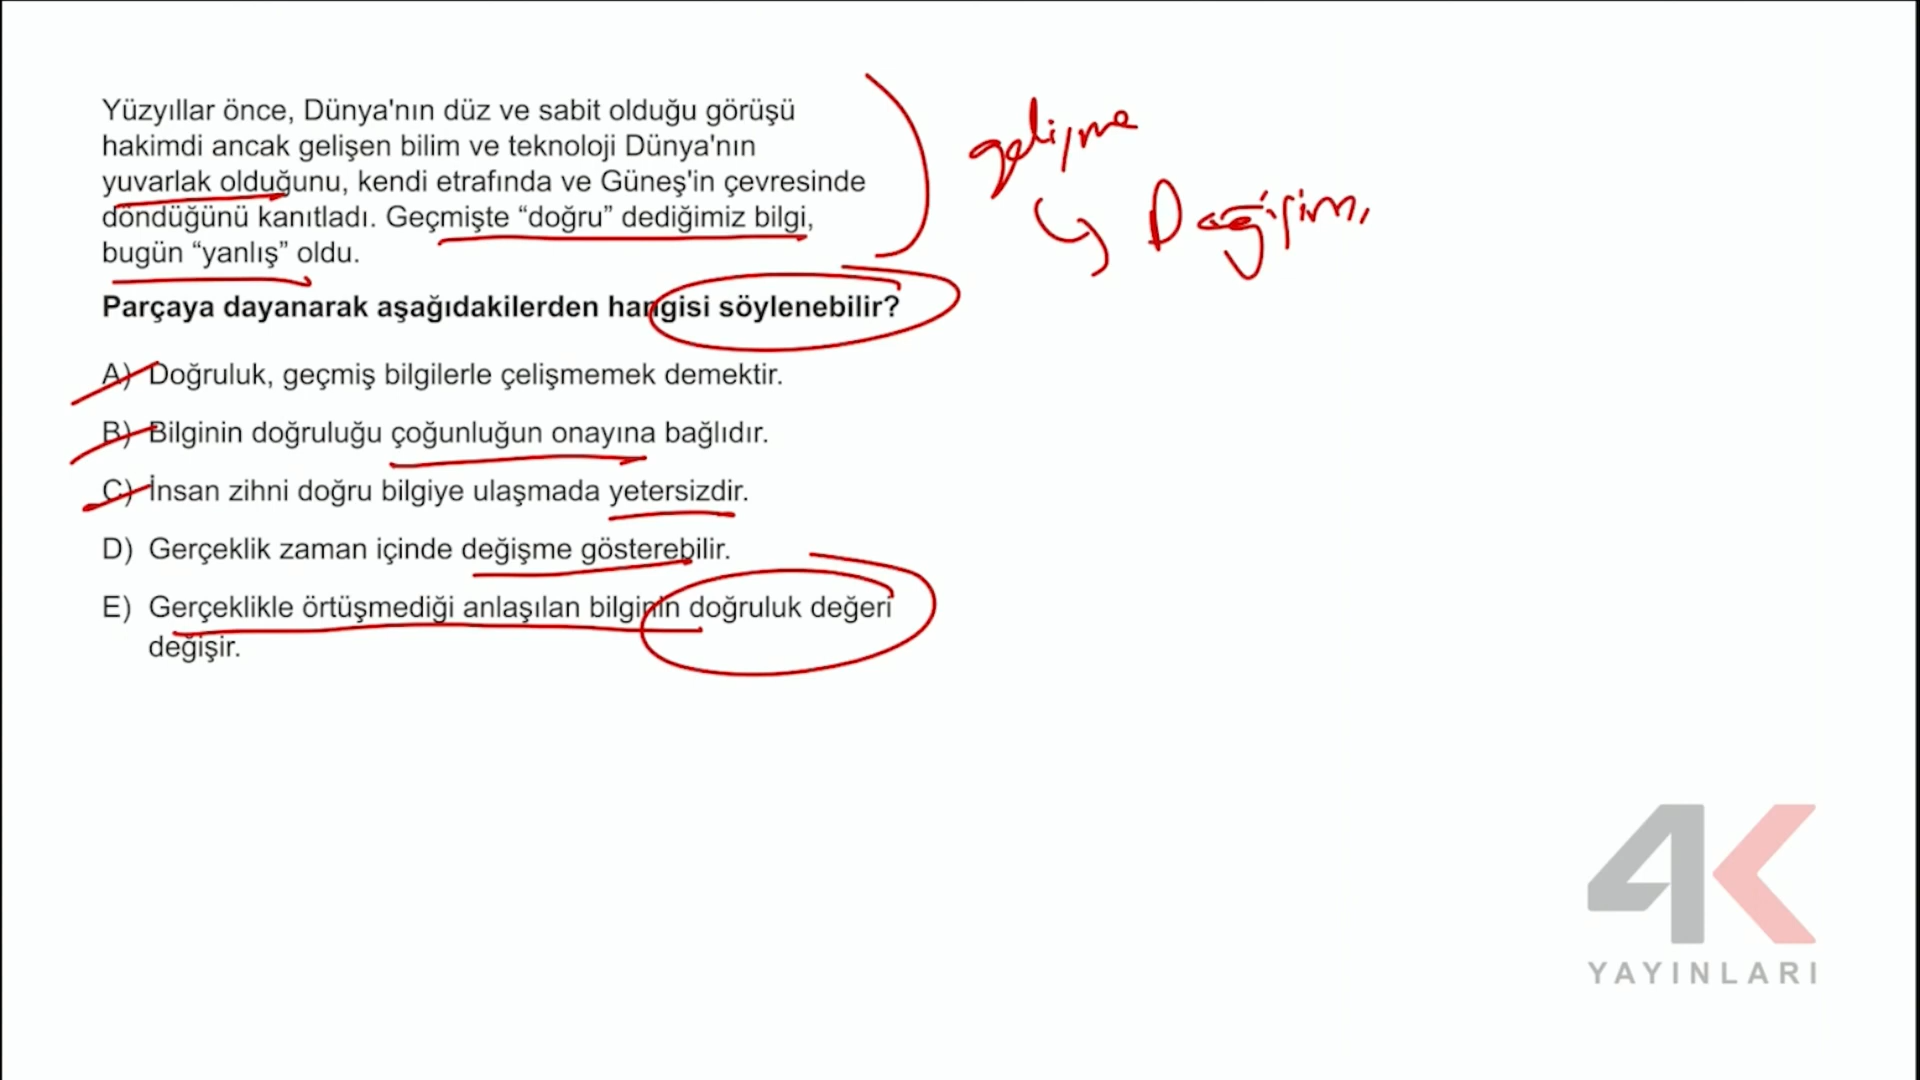 Yüzyıllar önce, Dünya'nın düz ve sabit olduğu görüşü
hakimdi ancak gelişen bilim ve teknoloji Dünya'nın
yuvarlak olduğunu, kendi etrafında ve Güneş'in çevresinde
döndüğünü kanıtladı. Geçmişte “doğru” dediğimiz bilgi,
bugün “yanlış” oldu.
gelişme
Değişim
Parçaya dayanarak aşağıdakilerden hangisi söylenebilir?
A) Doğruluk, geçmiş bilgilerle çelişmemek demektir.
B) Bilginin doğruluğu çoğunluğun onayına bağlıdır.
C) İnsan zihni doğru bilgiye ulaşmada yetersizdir.
D) Gerçeklik zaman içinde değişme gösterebilir.
E) Gerçeklikle örtüşmediği anlaşılan bilginin doğruluk değeri
değişir.
4K
YAYINLARI